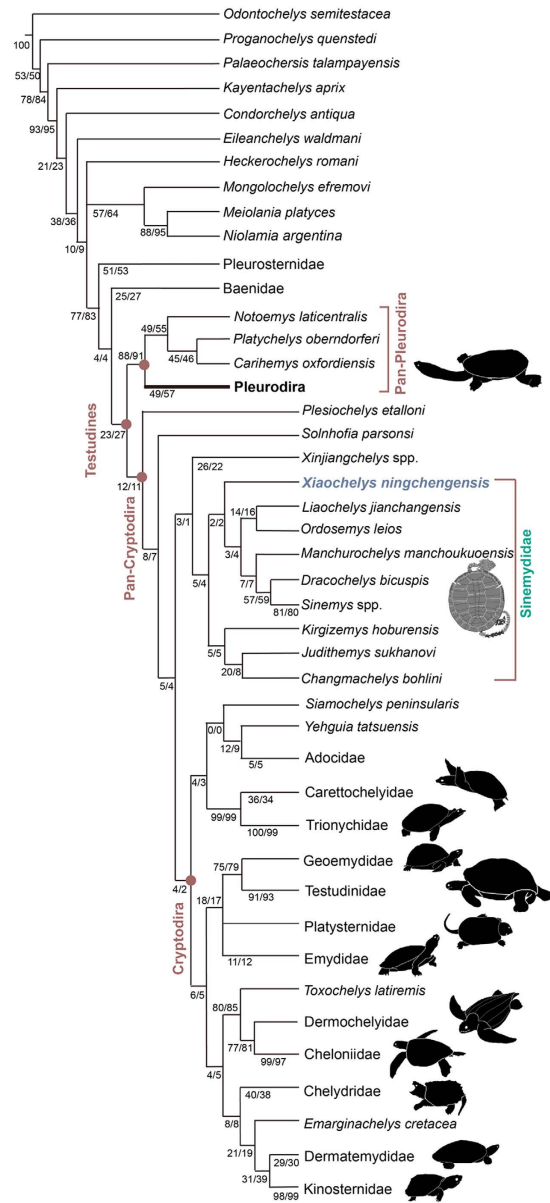 Odontochelys semitestacea
100
Proganochelys quenstedi
53/50
Palaeochersis talampayensis
78/84
Kayentachelys aprix
93/95
Condorchelys antiqua
21/23
Eileanchelys waldmani
38/36
Heckerochelys romani
10/9
Mongolochelys efremovi
57/64
Meiolania platyces
88/95
Niolamia argentina
Pleurosternidae
51/53
77/83
Baenidae
25/27
4/4
Notoemys laticentralis
49/55
Platychelys oberndorferi
88/91
45/46
Carihemys oxfordiensis
Pleurodira
49/57
Pan-Pleurodira
Testudines
23/27
Plesiochelys etalloni
12/11
Solnhofia parsonsi
Pan-Cryptodira
8/7
Xinjiangchelys spp.
26/22
Xiaochelys ningchengensis
3/1
2/2
14/16
Liaochelys jianchangensis
Ordosemys leios
3/4
Manchurochelys manchoukuoensis
5/4
7/7
Dracochelys bicuspis
57/59
Sinemys spp.
81/80
Sinemydidae
Kirgizemys hoburensis
5/5
Judithemys sukhanovi
20/8
Changmachelys bohlini
5/4
Siamochelys peninsularis
0/0
Yehguia tatsuensis
12/9
Adocidae
5/5
4/3
Carettochelyidae
36/34
99/99
Trionychidae
100/99
Geoemydidae
75/79
Testudinidae
91/93
4/2
Cryptodira
18/17
Platysternidae
Emydidae
11/12
6/5
Toxochelys latiremis
80/85
Dermochelyidae
77/81
Cheloniidae
99/97
4/5
Chelydridae
40/38
8/8
Emarginachelys cretacea
21/19
Dermatemydidae
29/30
31/39
Kinosternidae
98/99